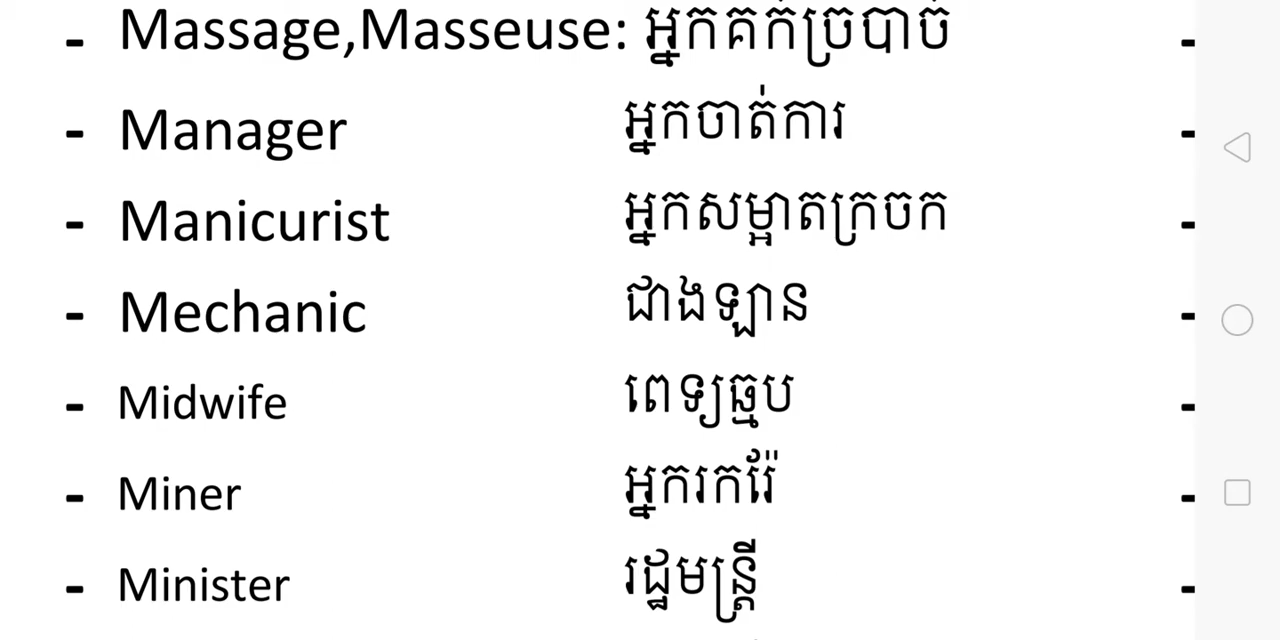 - Massage,Masseuse: អ្នកគក់ច្របាច់ -
- Manager អ្នកចាត់ការ -
- Manicurist អ្នកសម្អាតក្រចក -
- Mechanic ជាងឡាន -
- Midwife ពេទ្យឆ្មប -
- Miner អ្នករករ៉ែ -
- Minister រដ្ឋមន្ត្រី -